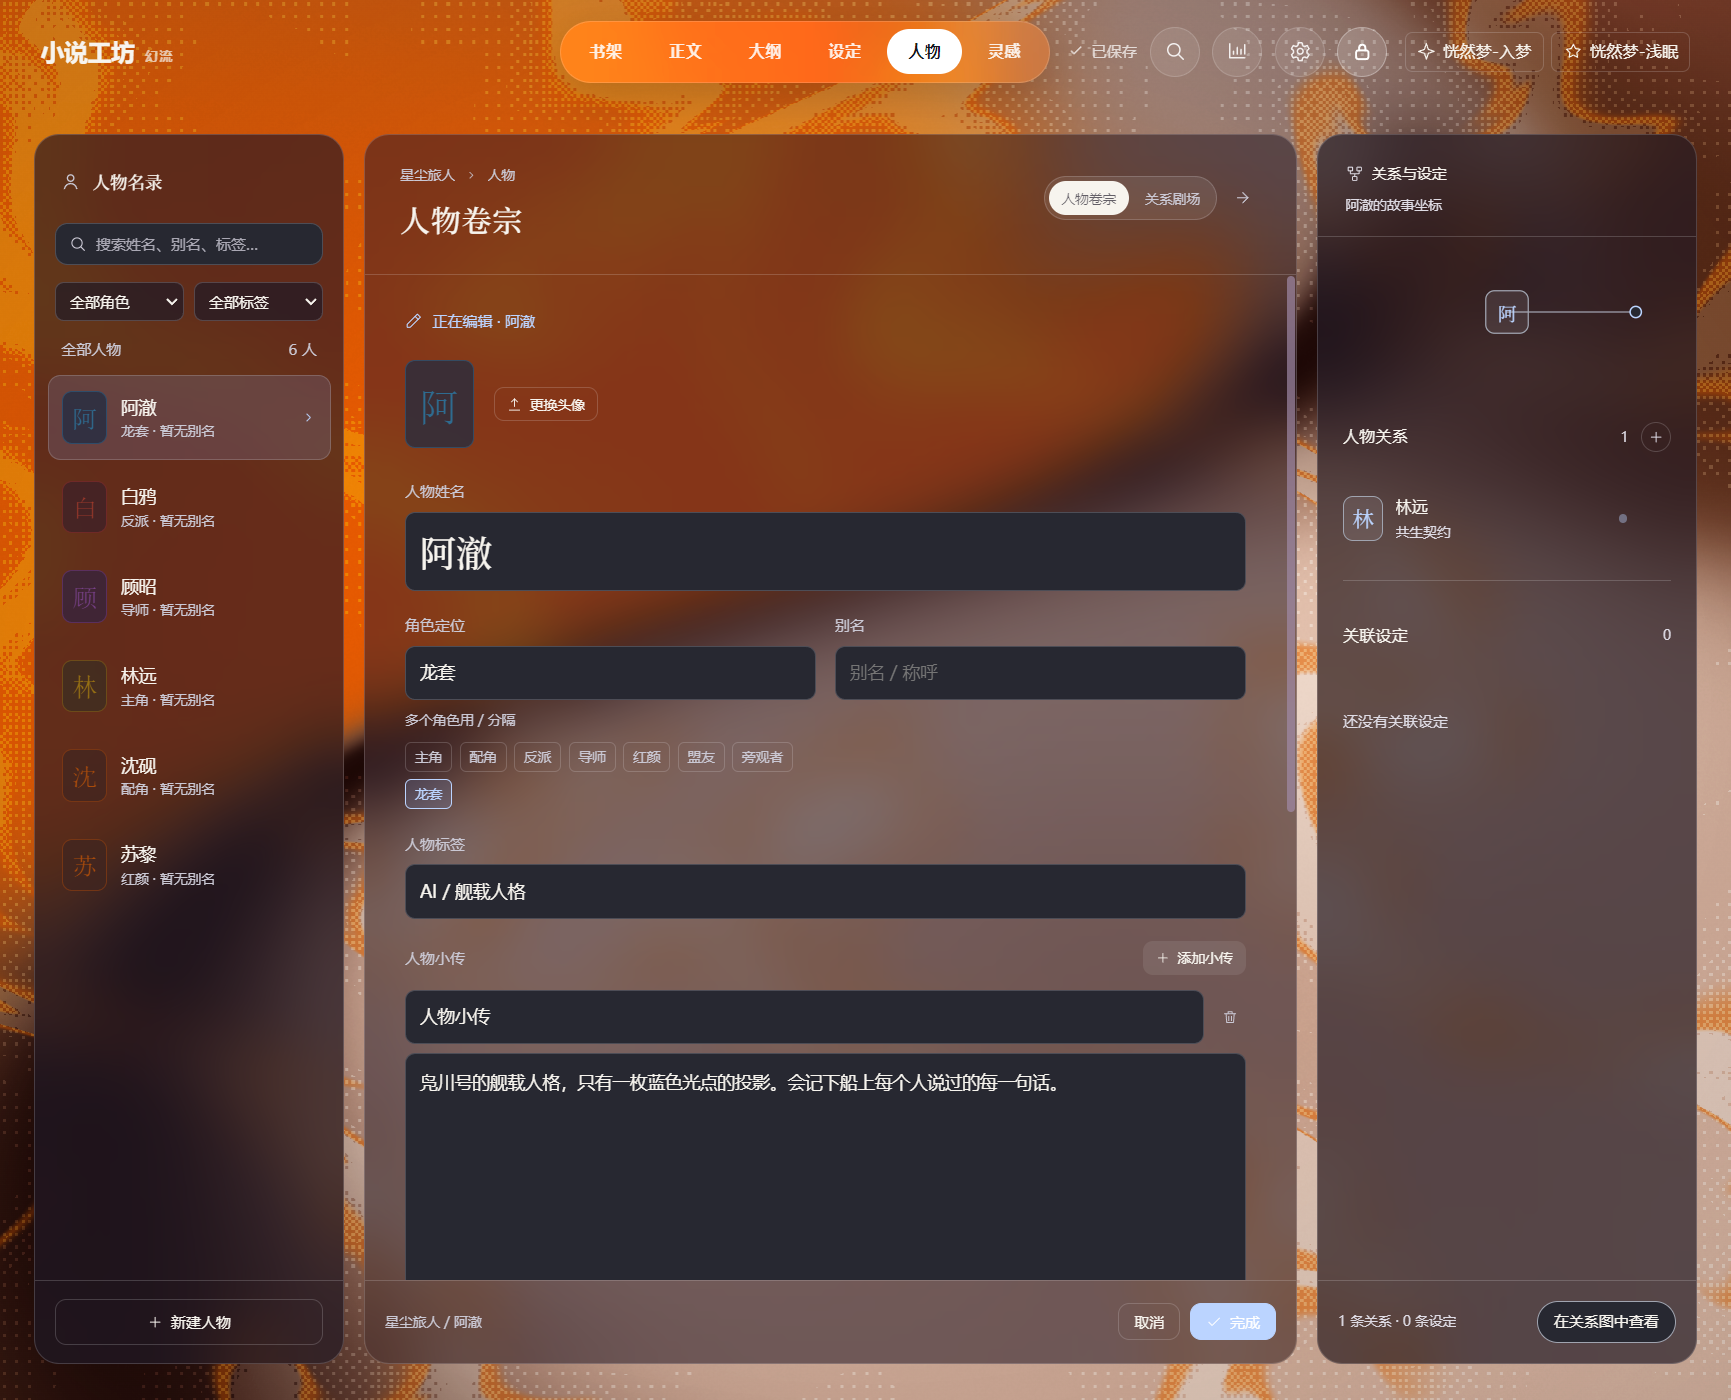 小说工坊 幻流
书架 正文 大纲 设定 人物 灵感
已保存
恍然梦-入梦 恍然梦-浅眠
人物名录
搜索姓名、别名、标签...
全部角色 全部标签
全部人物 6 人
阿 阿澈
龙套 · 暂无别名
白 白鸦
反派 · 暂无别名
顾 顾昭
导师 · 暂无别名
林 林远
主角 · 暂无别名
沈 沈砚
配角 · 暂无别名
苏 苏黎
红颜 · 暂无别名
+ 新建人物
星尘旅人 > 人物
人物卷宗
人物卷宗 关系剧场
正在编辑 · 阿澈
阿
更换头像
人物姓名
阿澈
角色定位 别名
龙套 别名 / 称呼
多个角色用 / 分隔
主角 配角 反派 导师 红颜 盟友 旁观者
龙套
人物标签
AI / 舰载人格
人物小传 + 添加小传
人物小传
凫川号的舰载人格，只有一枚蓝色光点的投影。会记下船上每个人说过的每一句话。
星尘旅人 / 阿澈 取消 完成
关系与设定
阿澈的故事坐标
阿
人物关系 1 +
林 林远
共生契约
关联设定 0
还没有关联设定
1 条关系 · 0 条设定 在关系图中查看